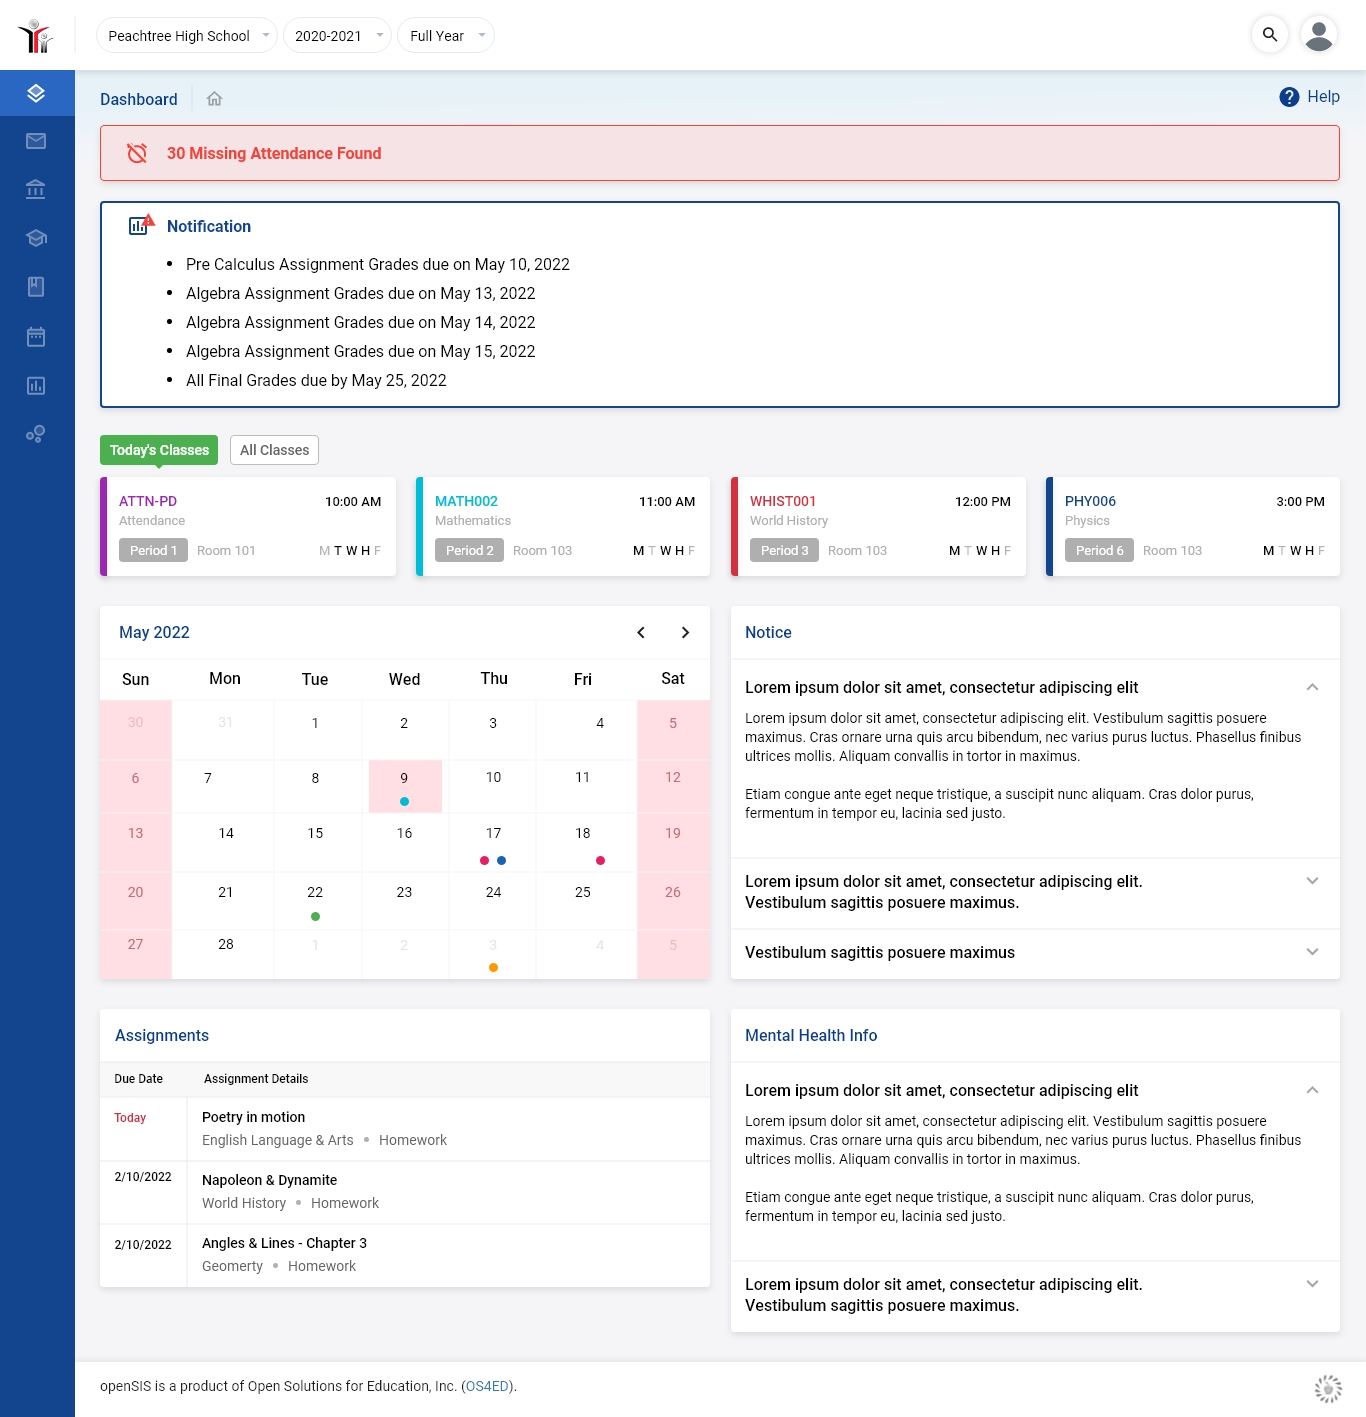 Peachtree High School 2020-2021 Full Year
Dashboard Help
30 Missing Attendance Found
Notification
Pre Calculus Assignment Grades due on May 10, 2022
Algebra Assignment Grades due on May 13, 2022
Algebra Assignment Grades due on May 14, 2022
Algebra Assignment Grades due on May 15, 2022
All Final Grades due by May 25, 2022
Today's Classes All Classes
ATTN-PD 10:00 AM
Attendance
Period 1 Room 101 M T W H F
MATH002 11:00 AM
Mathematics
Period 2 Room 103 M T W H F
WHIST001 12:00 PM
World History
Period 3 Room 103 M T W H F
PHY006 3:00 PM
Physics
Period 6 Room 103 M T W H F
May 2022
Sun Mon Tue Wed Thu Fri Sat
30 31 1 2 3 4 5
6 7 8 9 10 11 12
13 14 15 16 17 18 19
20 21 22 23 24 25 26
27 28 1 2 3 4 5
Notice
Lorem ipsum dolor sit amet, consectetur adipiscing elit
Lorem ipsum dolor sit amet, consectetur adipiscing elit. Vestibulum sagittis posuere
maximus. Cras ornare urna quis arcu bibendum, nec varius purus luctus. Phasellus finibus
ultrices mollis. Aliquam convallis in tortor in maximus.
Etiam congue ante eget neque tristique, a suscipit nunc aliquam. Cras dolor purus,
fermentum in tempor eu, lacinia sed justo.
Lorem ipsum dolor sit amet, consectetur adipiscing elit.
Vestibulum sagittis posuere maximus.
Vestibulum sagittis posuere maximus
Assignments
Due Date Assignment Details
Today Poetry in motion
English Language & Arts Homework
2/10/2022 Napoleon & Dynamite
World History Homework
2/10/2022 Angles & Lines - Chapter 3
Geomerty Homework
Mental Health Info
Lorem ipsum dolor sit amet, consectetur adipiscing elit
Lorem ipsum dolor sit amet, consectetur adipiscing elit. Vestibulum sagittis posuere
maximus. Cras ornare urna quis arcu bibendum, nec varius purus luctus. Phasellus finibus
ultrices mollis. Aliquam convallis in tortor in maximus.
Etiam congue ante eget neque tristique, a suscipit nunc aliquam. Cras dolor purus,
fermentum in tempor eu, lacinia sed justo.
Lorem ipsum dolor sit amet, consectetur adipiscing elit.
Vestibulum sagittis posuere maximus.
openSIS is a product of Open Solutions for Education, Inc. (OS4ED).